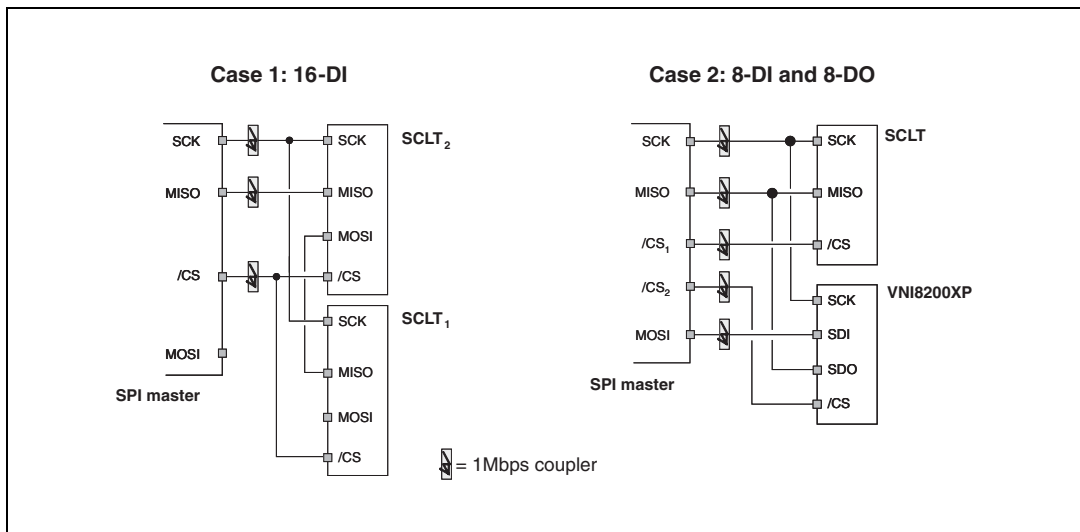 Case 1: 16-DI
SCK
MISO
/CS
MOSI
SPI master
SCK
MISO
MOSI
/CS
SCLT2
SCK
MISO
MOSI
/CS
SCLT1
= 1Mbps coupler
Case 2: 8-DI and 8-DO
SCK
MISO
/CS1
/CS2
MOSI
SPI master
SCK
MISO
/CS
SCLT
VNI8200XP
SCK
SDI
SDO
/CS